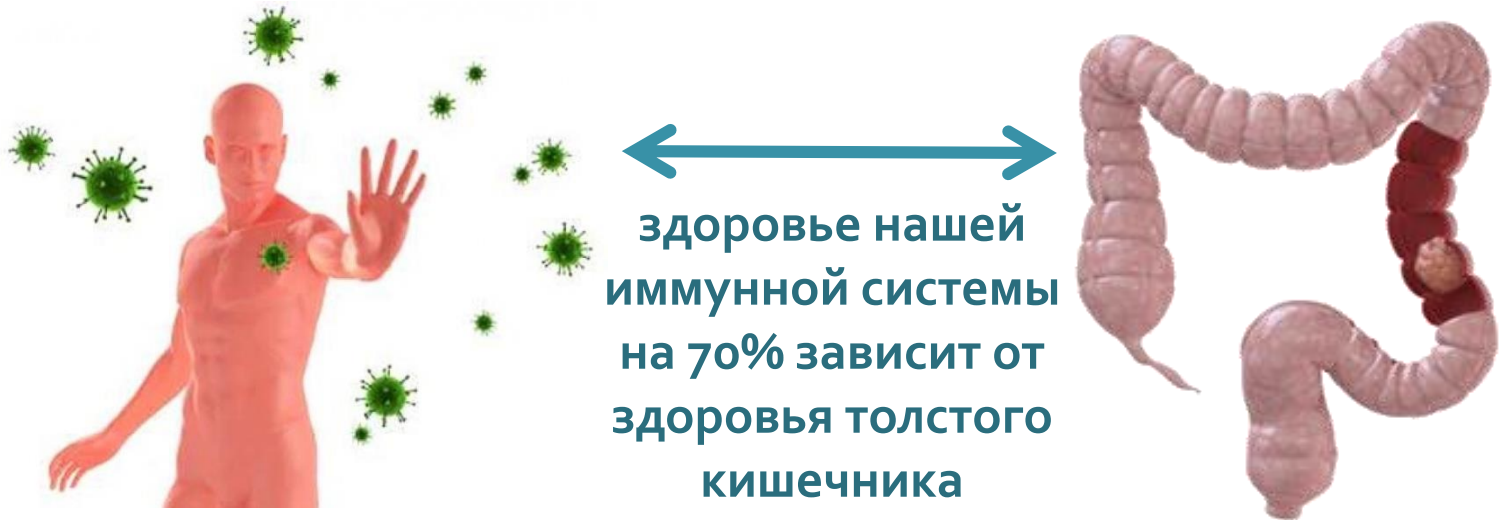 здоровье нашей
иммунной системы
на 70% зависит от
здоровья толстого
кишечника